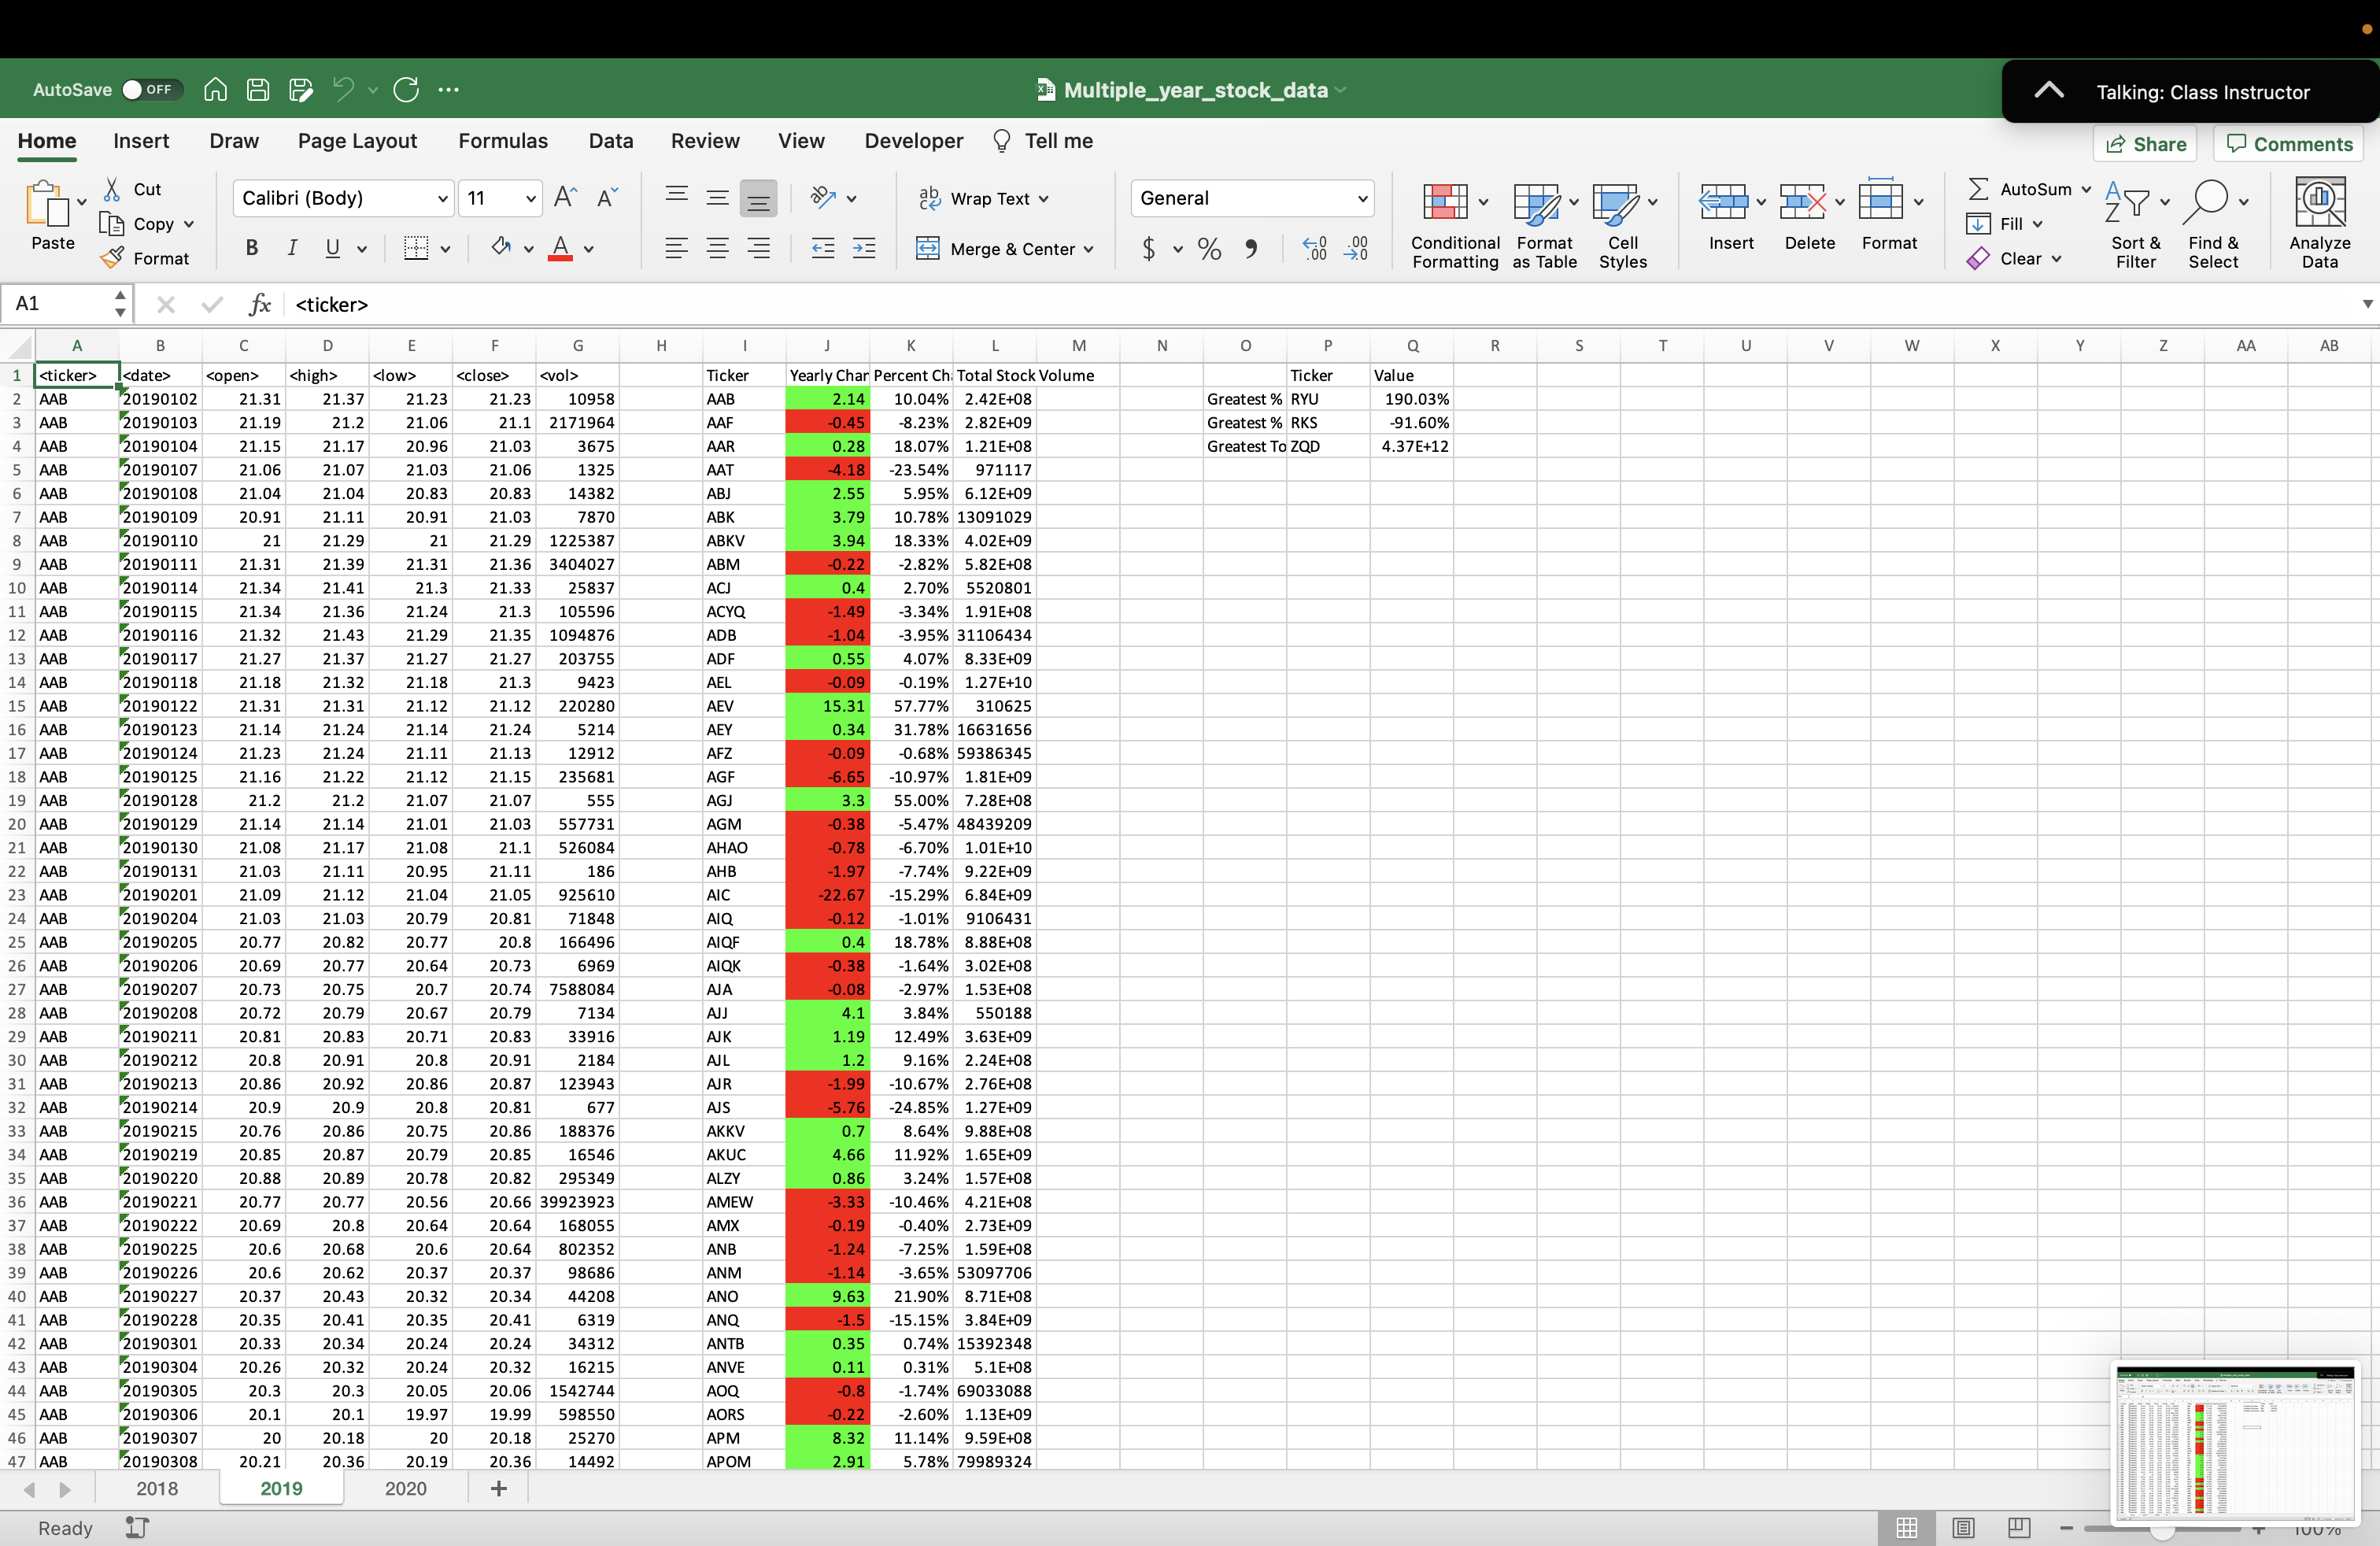 AutoSave OFF Multiple_year_stock_data Talking: Class Instructor
Home Insert Draw Page Layout Formulas Data Review View Developer Tell me Share Comments
Paste Cut Copy Format Calibri (Body) 11 Wrap Text Merge & Center General Conditional Formatting Format as Table Cell Styles Insert Delete Format AutoSum Fill Clear Sort & Filter Find & Select Analyze Data
A1 fx <ticker>
A B C D E F G H I J K L M N O P Q R S T U V W X Y Z AA AB
1 <ticker> <date> <open> <high> <low> <close> <vol> Ticker Yearly Char Percent Ch Total Stock Volume Ticker Value
2 AAB 20190102 21.31 21.37 21.23 21.23 10958 AAB 2.14 10.04% 2.42E+08 Greatest % RYU 190.03%
3 AAB 20190103 21.19 21.2 21.06 21.1 2171964 AAF -0.45 -8.23% 2.82E+09 Greatest % RKS -91.60%
4 AAB 20190104 21.15 21.17 20.96 21.03 3675 AAR 0.28 18.07% 1.21E+08 Greatest To ZQD 4.37E+12
5 AAB 20190107 21.06 21.07 21.03 21.06 1325 AAT -4.18 -23.54% 971117
6 AAB 20190108 21.04 21.04 20.83 20.83 14382 ABJ 2.55 5.95% 6.12E+09
7 AAB 20190109 20.91 21.11 20.91 21.03 7870 ABK 3.79 10.78% 13091029
8 AAB 20190110 21 21.29 21 21.29 1225387 ABKV 3.94 18.33% 4.02E+09
9 AAB 20190111 21.31 21.39 21.31 21.36 3404027 ABM -0.22 -2.82% 5.82E+08
10 AAB 20190114 21.34 21.41 21.3 21.33 25837 ACJ 0.4 2.70% 5520801
11 AAB 20190115 21.34 21.36 21.24 21.3 105596 ACYQ -1.49 -3.34% 1.91E+08
12 AAB 20190116 21.32 21.43 21.29 21.35 1094876 ADB -1.04 -3.95% 31106434
13 AAB 20190117 21.27 21.37 21.27 21.27 203755 ADF 0.55 4.07% 8.33E+09
14 AAB 20190118 21.18 21.32 21.18 21.3 9423 AEL -0.09 -0.19% 1.27E+10
15 AAB 20190122 21.31 21.31 21.12 21.12 220280 AEV 15.31 57.77% 310625
16 AAB 20190123 21.14 21.24 21.14 21.24 5214 AEY 0.34 31.78% 16631656
17 AAB 20190124 21.23 21.24 21.11 21.13 12912 AFZ -0.09 -0.68% 59386345
18 AAB 20190125 21.16 21.22 21.12 21.15 235681 AGF -6.65 -10.97% 1.81E+09
19 AAB 20190128 21.2 21.2 21.07 21.07 555 AGJ 3.3 55.00% 7.28E+08
20 AAB 20190129 21.14 21.14 21.01 21.03 557731 AGM -0.38 -5.47% 48439209
21 AAB 20190130 21.08 21.17 21.08 21.1 526084 AHAO -0.78 -6.70% 1.01E+10
22 AAB 20190131 21.03 21.11 20.95 21.11 186 AHB -1.97 -7.74% 9.22E+09
23 AAB 20190201 21.09 21.12 21.04 21.05 925610 AIC -22.67 -15.29% 6.84E+09
24 AAB 20190204 21.03 21.03 20.79 20.81 71848 AIQ -0.12 -1.01% 9106431
25 AAB 20190205 20.77 20.82 20.77 20.8 166496 AIQF 0.4 18.78% 8.88E+08
26 AAB 20190206 20.69 20.77 20.64 20.73 6969 AIQK -0.38 -1.64% 3.02E+08
27 AAB 20190207 20.73 20.75 20.7 20.74 7588084 AJA -0.08 -2.97% 1.53E+08
28 AAB 20190208 20.72 20.79 20.67 20.79 7134 AJJ 4.1 3.84% 550188
29 AAB 20190211 20.81 20.83 20.71 20.83 33916 AJK 1.19 12.49% 3.63E+09
30 AAB 20190212 20.8 20.91 20.8 20.91 2184 AJL 1.2 9.16% 2.24E+08
31 AAB 20190213 20.86 20.92 20.86 20.87 123943 AJR -1.99 -10.67% 2.76E+08
32 AAB 20190214 20.9 20.9 20.8 20.81 677 AJS -5.76 -24.85% 1.27E+09
33 AAB 20190215 20.76 20.86 20.75 20.86 188376 AKKV 0.7 8.64% 9.88E+08
34 AAB 20190219 20.85 20.87 20.79 20.85 16546 AKUC 4.66 11.92% 1.65E+09
35 AAB 20190220 20.88 20.89 20.78 20.82 295349 ALZY 0.86 3.24% 1.57E+08
36 AAB 20190221 20.77 20.77 20.56 20.66 39923923 AMEW -3.33 -10.46% 4.21E+08
37 AAB 20190222 20.69 20.8 20.64 20.64 168055 AMX -0.19 -0.40% 2.73E+09
38 AAB 20190225 20.6 20.68 20.6 20.64 802352 ANB -1.24 -7.25% 1.59E+08
39 AAB 20190226 20.6 20.62 20.37 20.37 98686 ANM -1.14 -3.65% 53097706
40 AAB 20190227 20.37 20.43 20.32 20.34 44208 ANO 9.63 21.90% 8.71E+08
41 AAB 20190228 20.35 20.41 20.35 20.41 6319 ANQ -1.5 -15.15% 3.84E+09
42 AAB 20190301 20.33 20.34 20.24 20.24 34312 ANTB 0.35 0.74% 15392348
43 AAB 20190304 20.26 20.32 20.24 20.32 16215 ANVE 0.11 0.31% 5.1E+08
44 AAB 20190305 20.3 20.3 20.05 20.06 1542744 AOQ -0.8 -1.74% 69033088
45 AAB 20190306 20.1 20.1 19.97 19.99 598550 AORS -0.22 -2.60% 1.13E+09
46 AAB 20190307 20 20.18 20 20.18 25270 APM 8.32 11.14% 9.59E+08
47 AAB 20190308 20.21 20.36 20.19 20.36 14492 APOM 2.91 5.78% 79989324
2018 2019 2020
Ready 100%